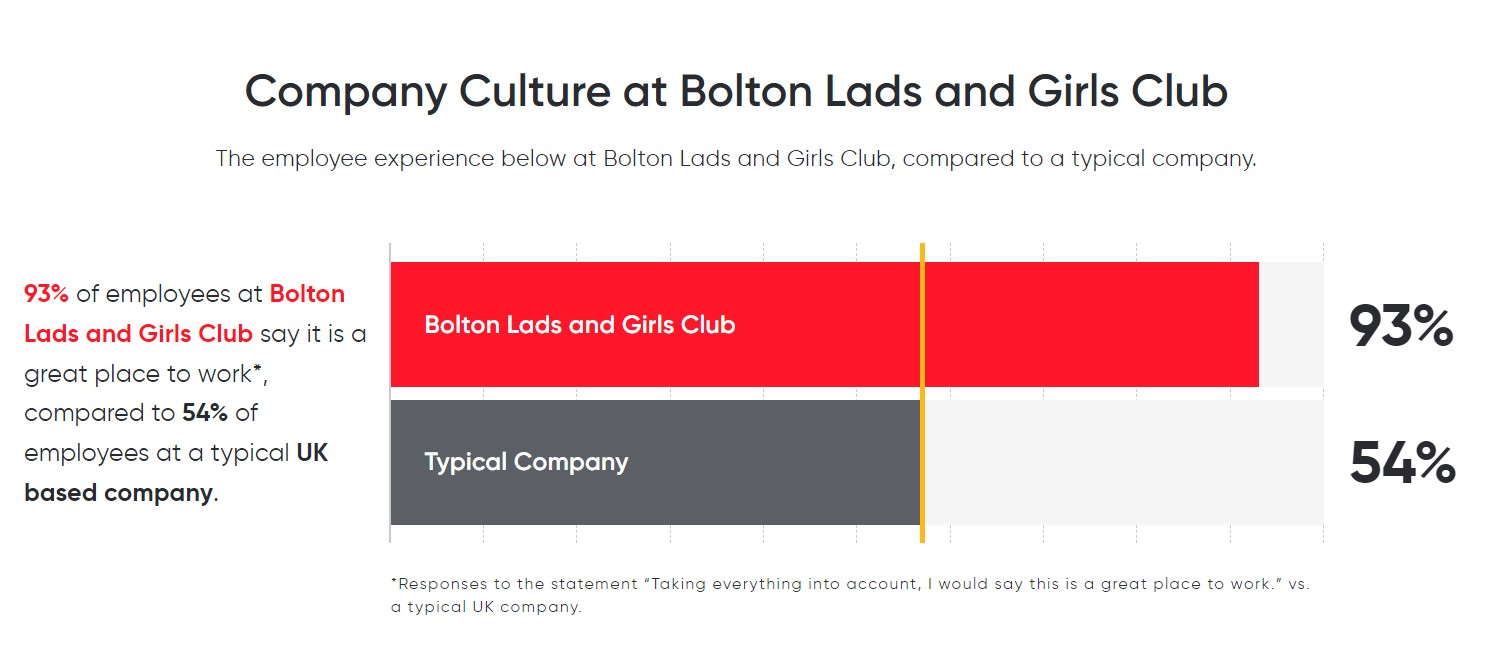 Company Culture at Bolton Lads and Girls Club
The employee experience below at Bolton Lads and Girls Club, compared to a typical company.
93% of employees at Bolton
Lads and Girls Club say it is a
great place to work*,
compared to 54% of
employees at a typical UK
based company.
Bolton Lads and Girls Club
93%
Typical Company
54%
*Responses to the statement “Taking everything into account, I would say this is a great place to work.” vs.
a typical UK company.